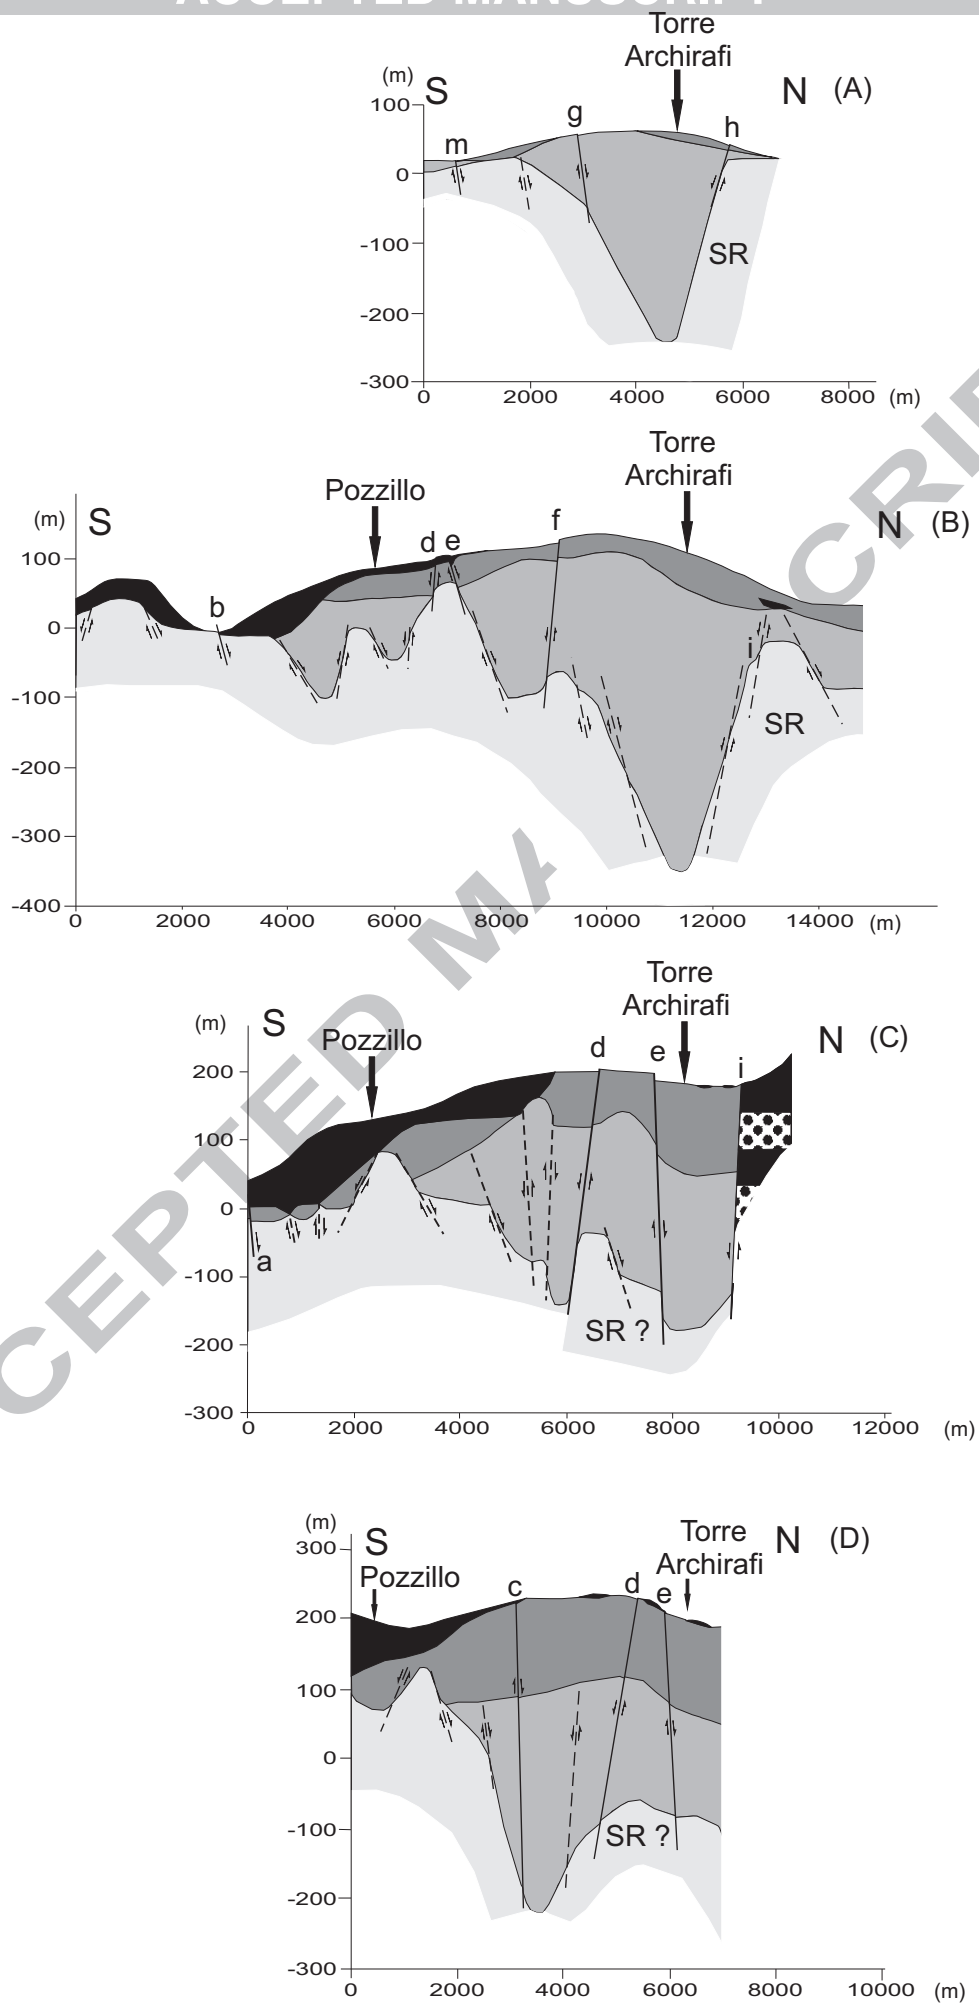 ACCEPTED MANUSCRIPT
Torre
Archirafi
(m) S N (A)
100
0
-100
-200
-300
m g h
SR
0 2000 4000 6000 8000 (m)
Torre
Archirafi
Pozzillo
(m) S N (B)
100
0
-100
-200
-300
-400
b d e f i
SR
0 2000 4000 6000 8000 10000 12000 14000 (m)
Torre
Archirafi
Pozzillo
(m) S N (C)
200
100
0
-100
-200
-300
a d e i
SR ?
0 2000 4000 6000 8000 10000 12000 (m)
Torre
Archirafi
Pozzillo
(m) S N (D)
300
200
100
0
-100
-200
-300
c d e
SR ?
0 2000 4000 6000 8000 10000 (m)
CEPTED MA CRIP